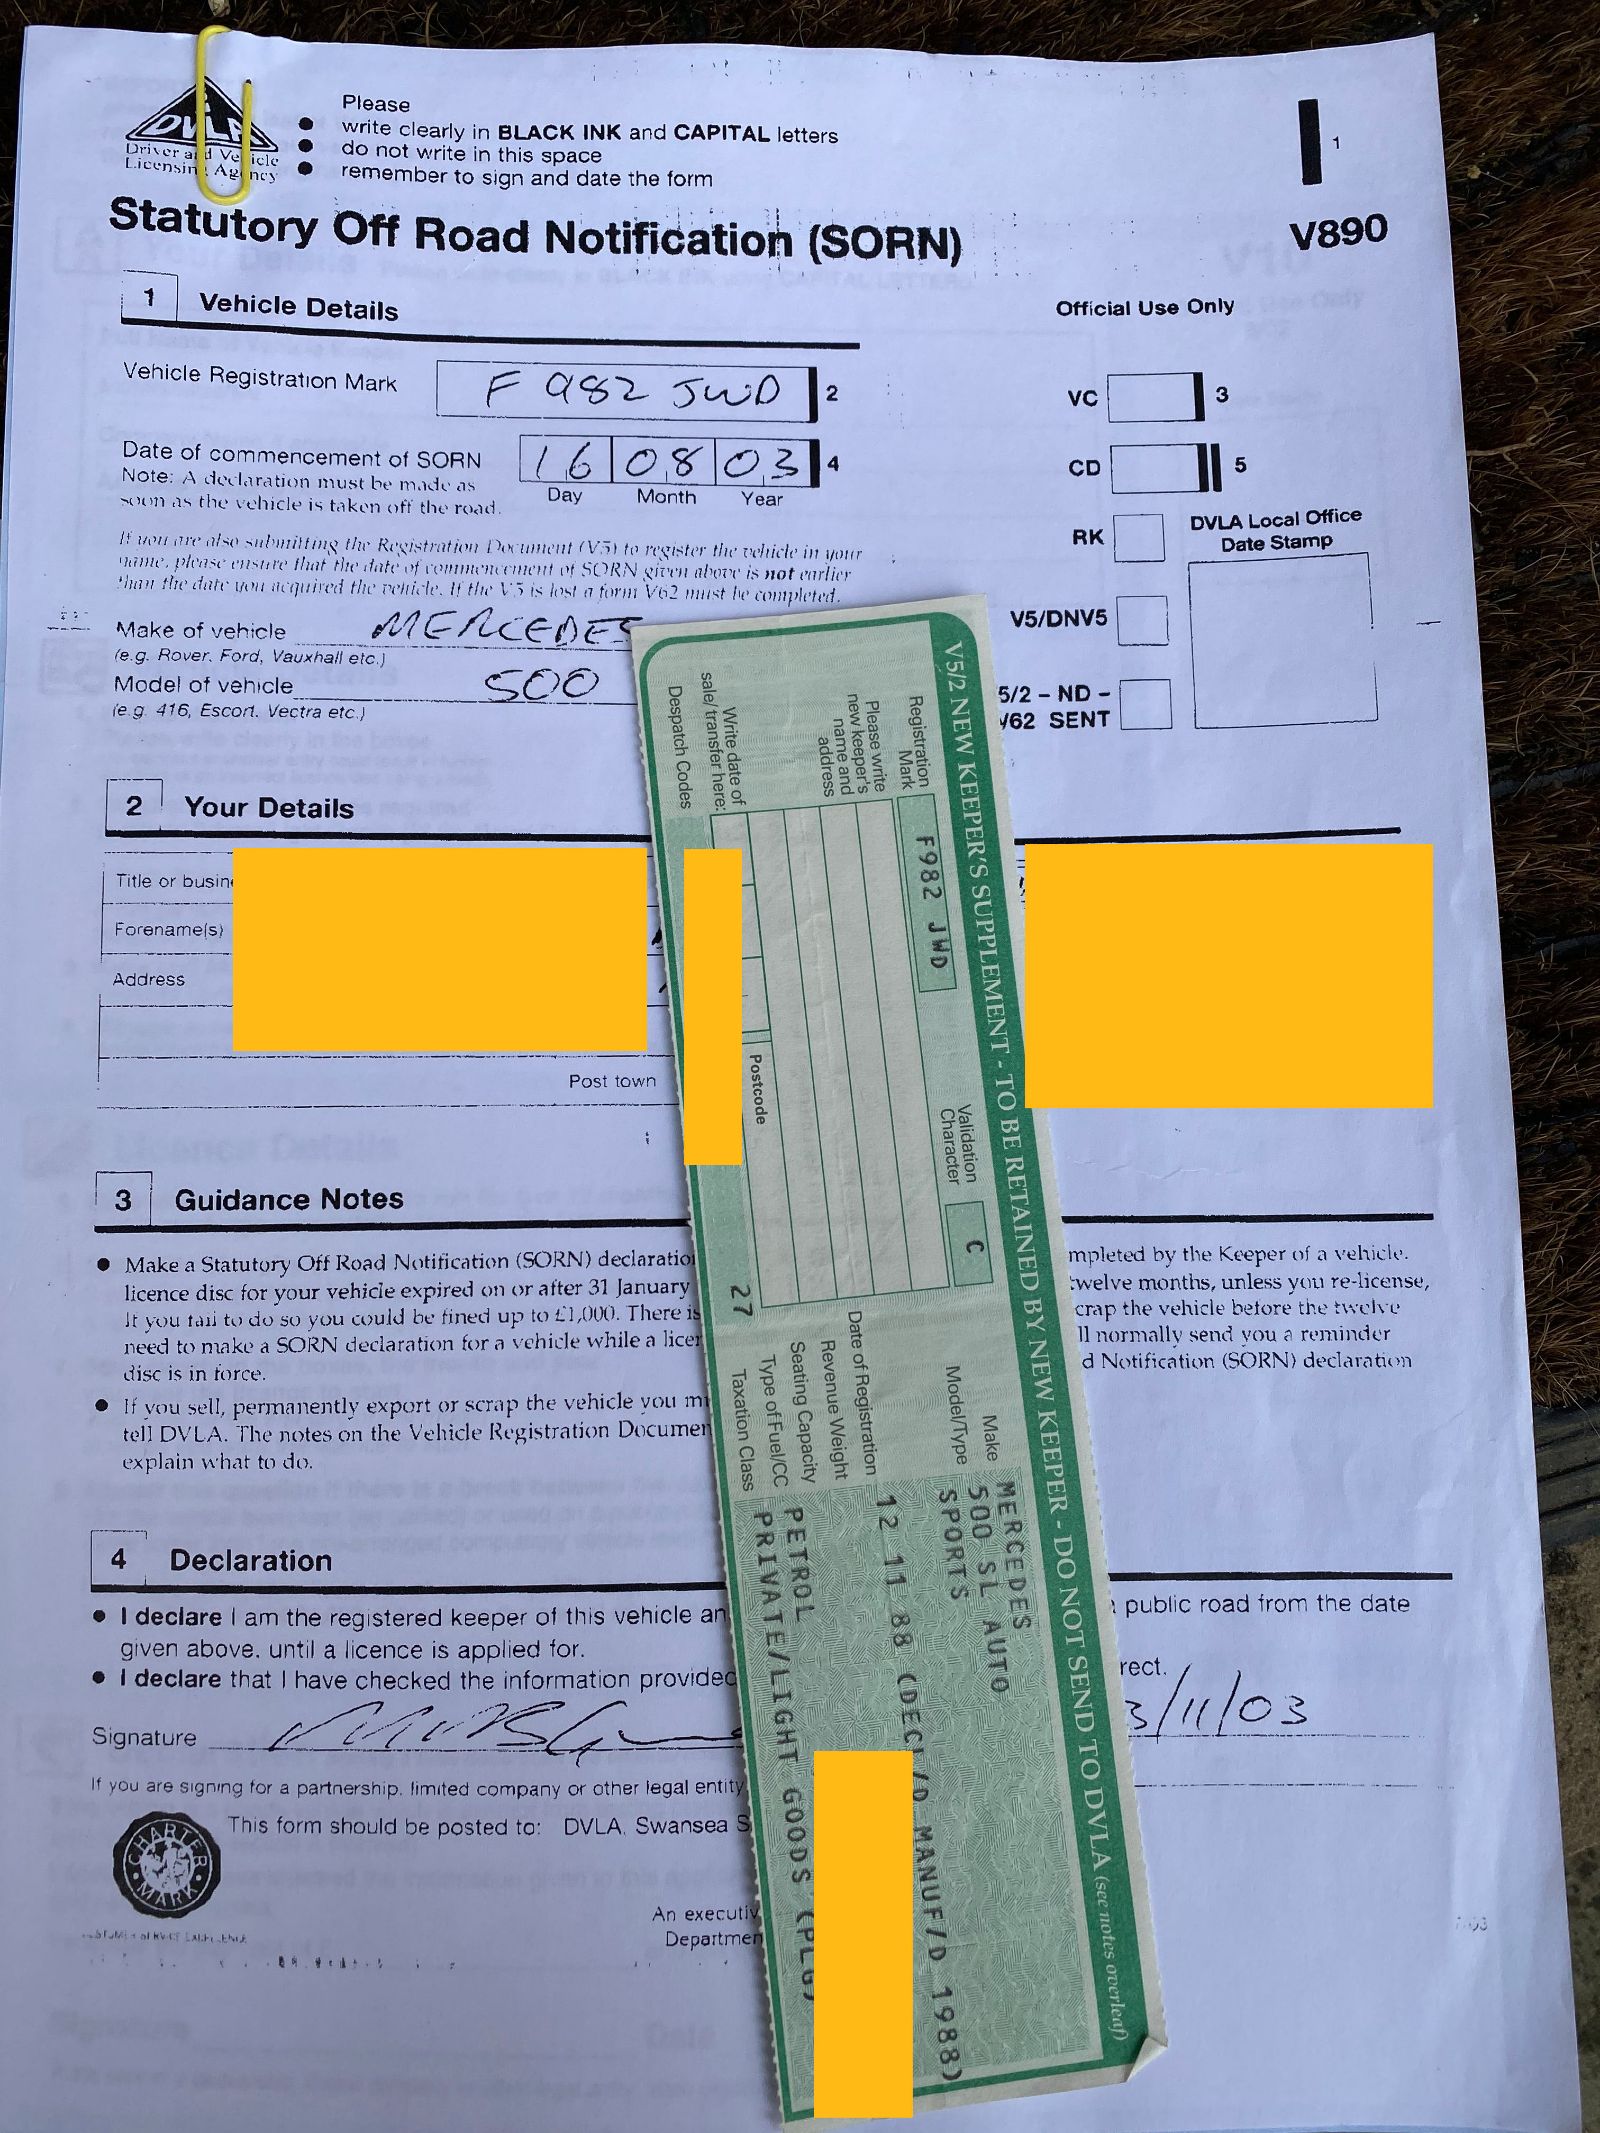 DVLA
Driver and Vehicle
Licensing Agency
Please
● write clearly in BLACK INK and CAPITAL letters
● do not write in this space
● remember to sign and date the form
1
Statutory Off Road Notification (SORN)
V890
1 Vehicle Details
Official Use Only
Vehicle Registration Mark F 982 JWD 2
VC 3
Date of commencement of SORN 16 08 03 4
Note: A declaration must be made as
soon as the vehicle is taken off the road.
Day Month Year
CD 5
RK
DVLA Local Office
Date Stamp
If you are also submitting the Registration Document (V5) to register the vehicle in your
name, please ensure that the date of commencement of SORN given above is not earlier
than the date you acquired the vehicle. If the V5 is lost a form V62 must be completed.
V5/DNV5
Make of vehicle MERCEDES
(e.g. Rover, Ford, Vauxhall etc.)
Model of vehicle 500
(e.g. 416, Escort, Vectra etc.)
5/2 - ND -
V62 SENT
2 Your Details
Title or busin
Forename(s)
Address
Post town
3 Guidance Notes
● Make a Statutory Off Road Notification (SORN) declaration
licence disc for your vehicle expired on or after 31 January
If you fail to do so you could be fined up to £1,000. There is
need to make a SORN declaration for a vehicle while a licen
disc is in force.
● If you sell, permanently export or scrap the vehicle you mu
tell DVLA. The notes on the Vehicle Registration Documen
explain what to do.
mpleted by the Keeper of a vehicle.
twelve months, unless you re-license,
crap the vehicle before the twelve
ll normally send you a reminder
d Notification (SORN) declaration
4 Declaration
● I declare I am the registered keeper of this vehicle an
given above, until a licence is applied for.
● I declare that I have checked the information provided
public road from the date
rect.
Signature
3/11/03
If you are signing for a partnership, limited company or other legal entity
This form should be posted to: DVLA, Swansea S
CHARTER
MARK
An executiv
Departmen
7/03
V5/2 NEW KEEPER'S SUPPLEMENT - TO BE RETAINED BY NEW KEEPER - DO NOT SEND TO DVLA (see notes overleaf)
Registration
Mark
F982 JWD
Validation
Character
C
Please write
new keeper's
name and
address
Postcode
Write date of
sale/transfer here:
Despatch Codes
27
Make MERCEDES
Model/Type 500 SL AUTO
SPORTS
Date of Registration 12 11 88 (DECL/D MANUF/D 1988)
Revenue Weight
Seating Capacity
Type of Fuel/CC PETROL
Taxation Class PRIVATE/LIGHT GOODS (PLG)